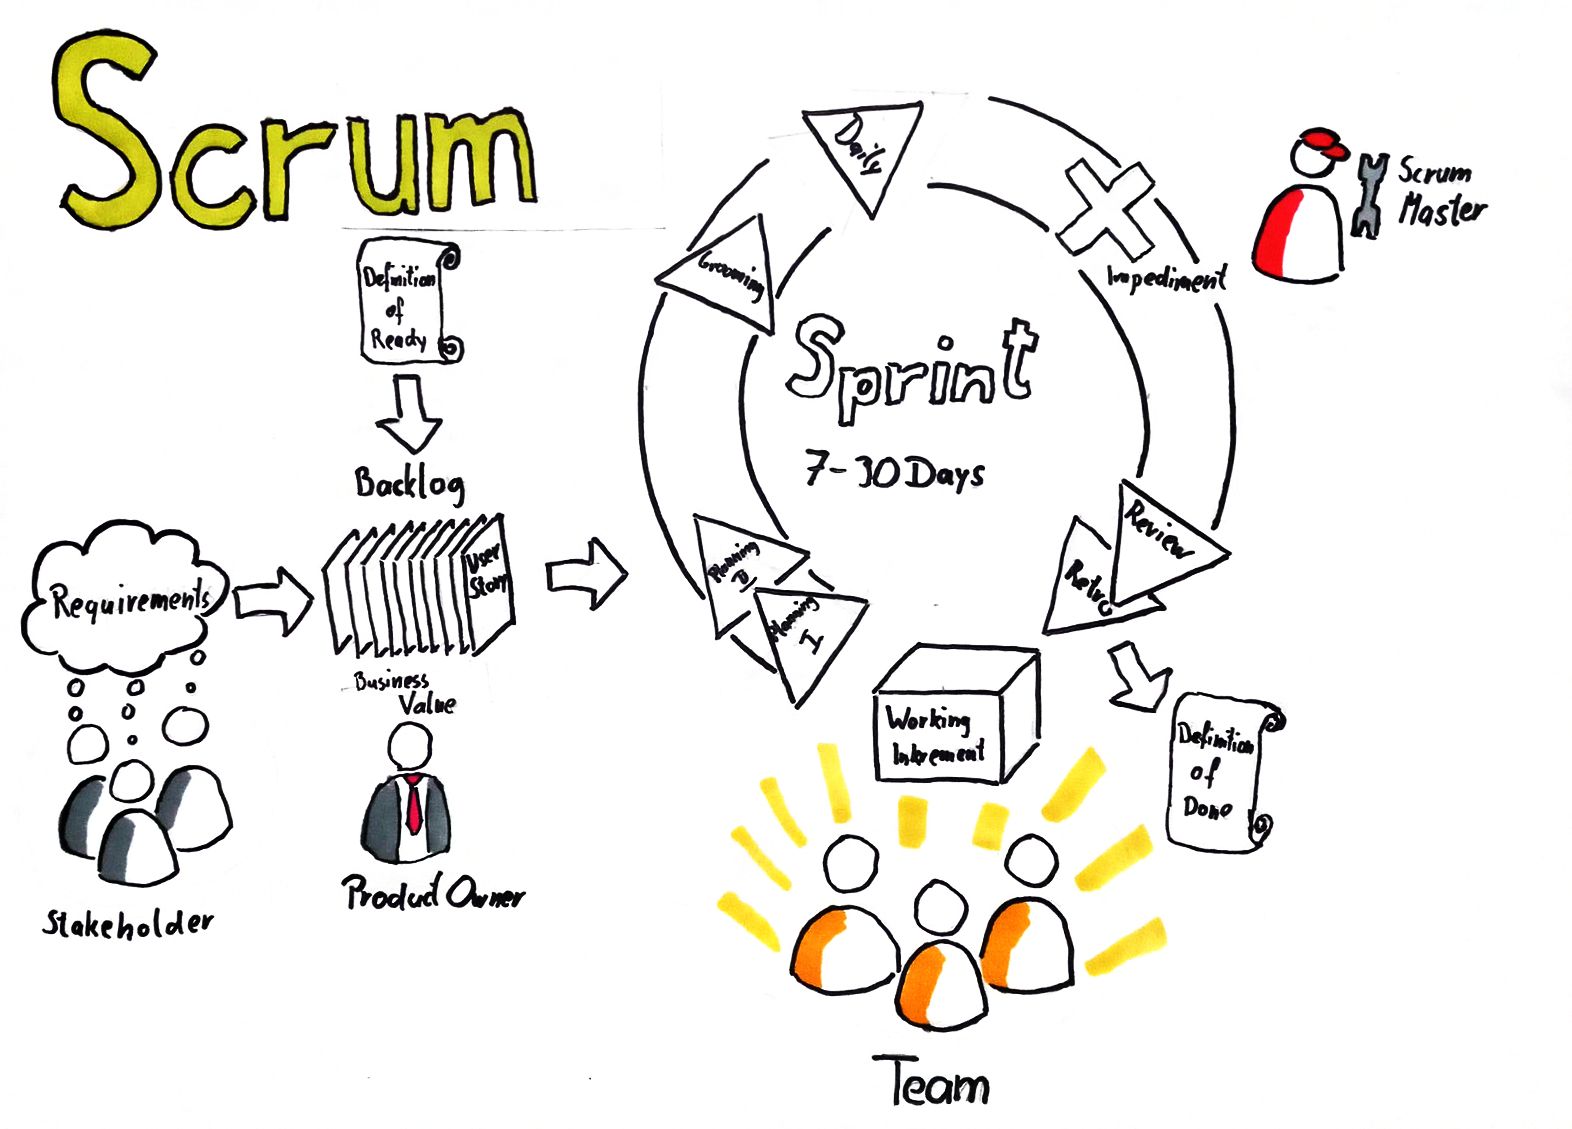 Scrum
Definition
of
Ready
Backlog
Requirements
User
Story
Business
Value
Stakeholder
Product Owner
Daily
Grooming
Impediment
Scrum
Master
Sprint
7-30 Days
Planning
II
Planning
I
Review
Retro
Working
Inkrement
Definition
of
Done
Team